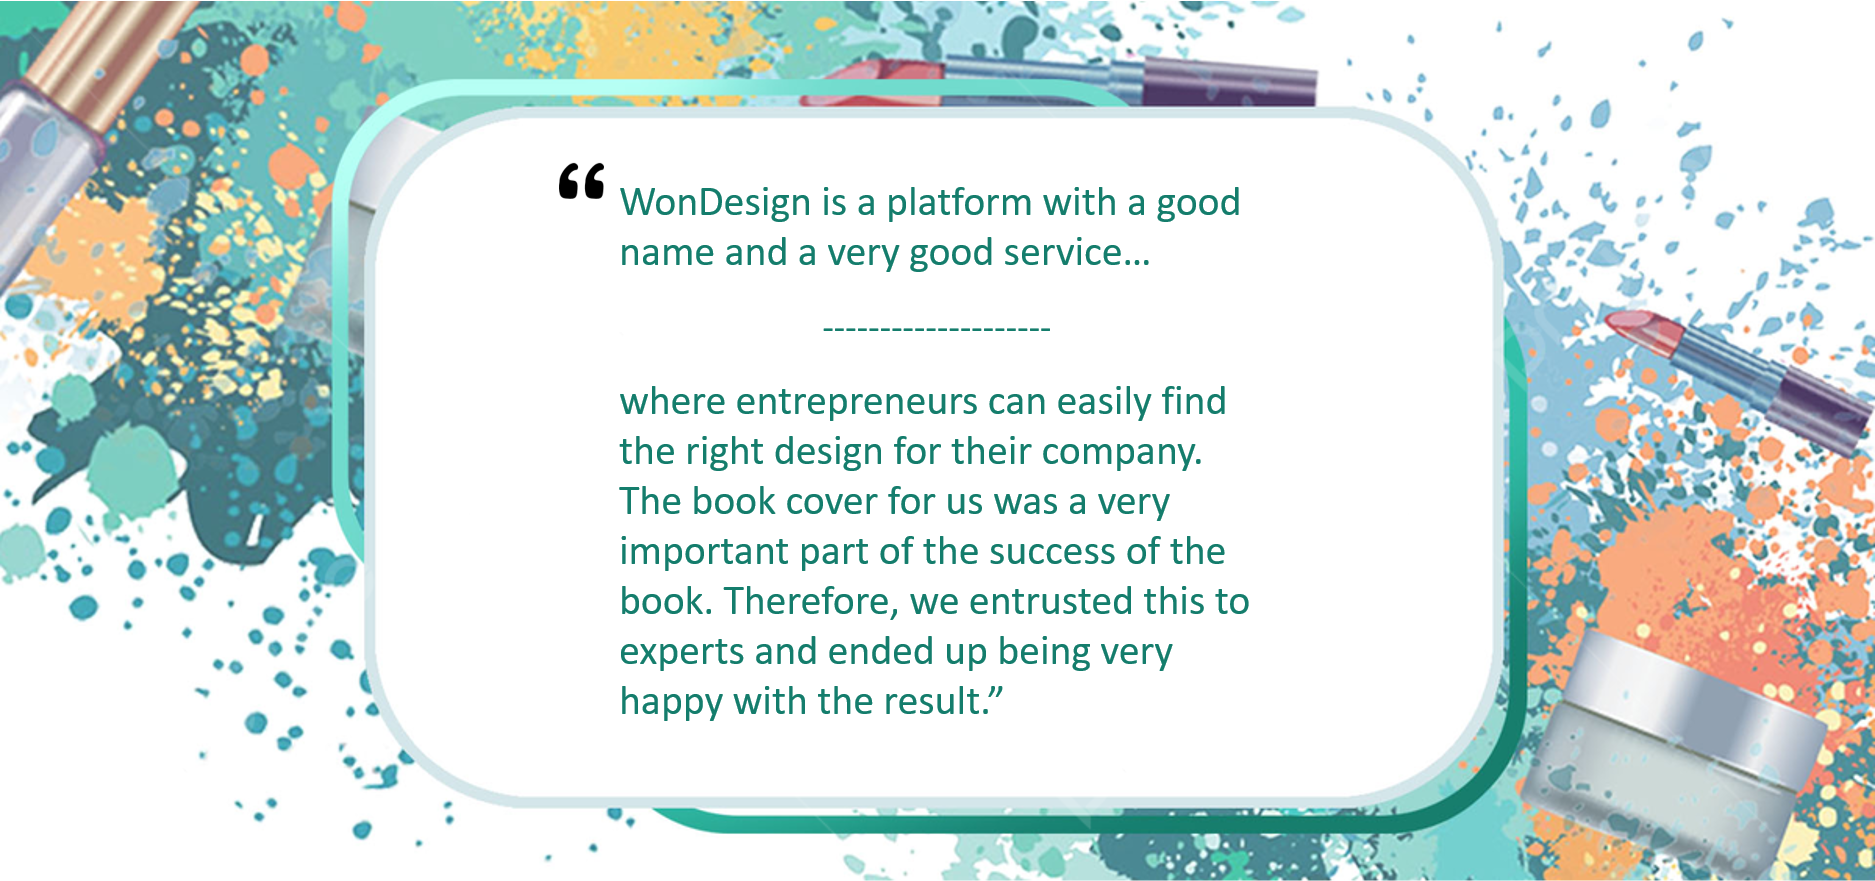 “ WonDesign is a platform with a good
name and a very good service...
--------------------
where entrepreneurs can easily find
the right design for their company.
The book cover for us was a very
important part of the success of the
book. Therefore, we entrusted this to
experts and ended up being very
happy with the result.”